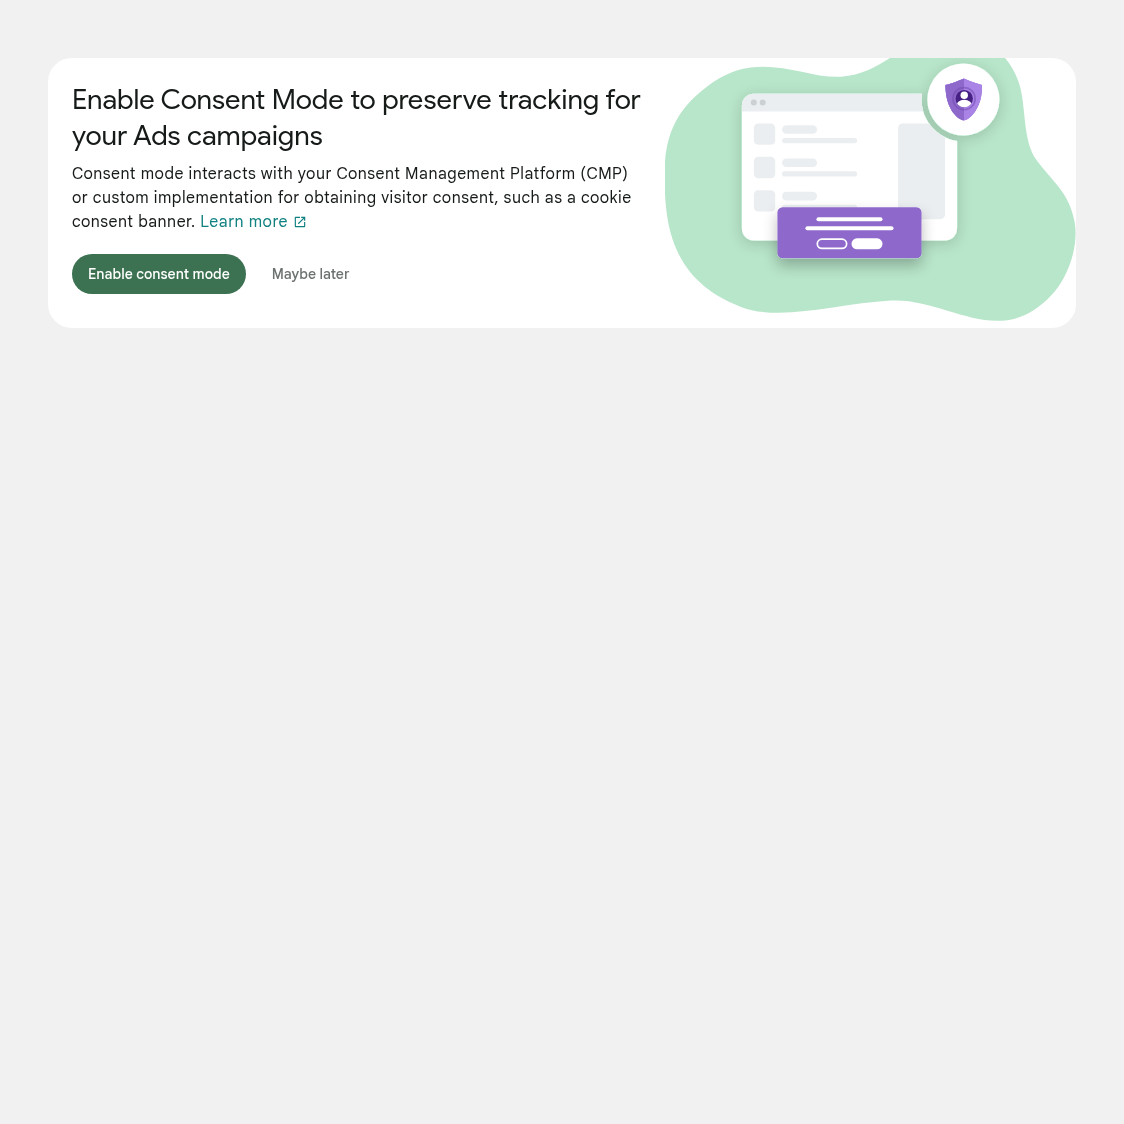 Enable Consent Mode to preserve tracking for
your Ads campaigns
Consent mode interacts with your Consent Management Platform (CMP)
or custom implementation for obtaining visitor consent, such as a cookie
consent banner. Learn more
Enable consent mode Maybe later